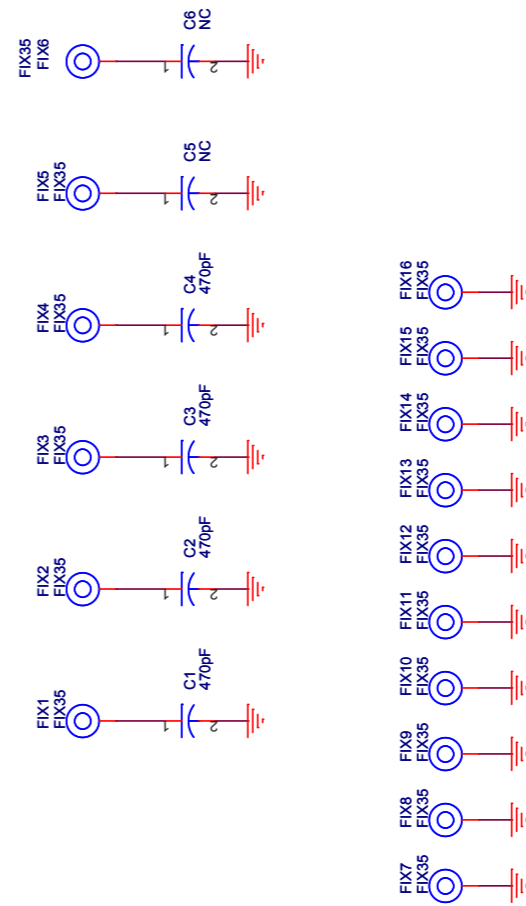 FIX35
FIX6
1
2
C6
NC
FIX5
FIX35
1
2
C5
NC
FIX4
FIX35
1
2
C4
470pF
FIX3
FIX35
1
2
C3
470pF
FIX2
FIX35
1
2
C2
470pF
FIX1
FIX35
1
2
C1
470pF
FIX16
FIX35
FIX15
FIX35
FIX14
FIX35
FIX13
FIX35
FIX12
FIX35
FIX11
FIX35
FIX10
FIX35
FIX9
FIX35
FIX8
FIX35
FIX7
FIX35